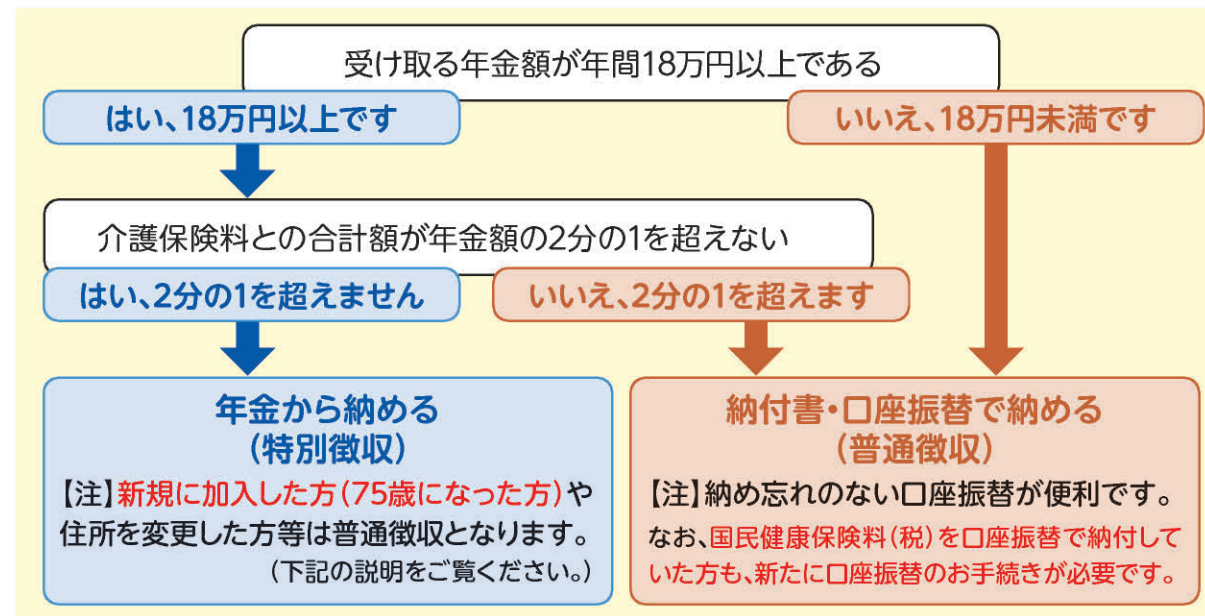 受け取る年金額が年間18万円以上である
はい、18万円以上です
いいえ、18万円未満です
介護保険料との合計額が年金額の2分の1を超えない
はい、2分の1を超えません
いいえ、2分の1を超えます
年金から納める
(特別徴収)
【注】新規に加入した方(75歳になった方)や
住所を変更した方等は普通徴収となります。
(下記の説明をご覧ください。)
納付書・口座振替で納める
(普通徴収)
【注】納め忘れのない口座振替が便利です。
なお、国民健康保険料(税)を口座振替で納付して
いた方も、新たに口座振替のお手続きが必要です。